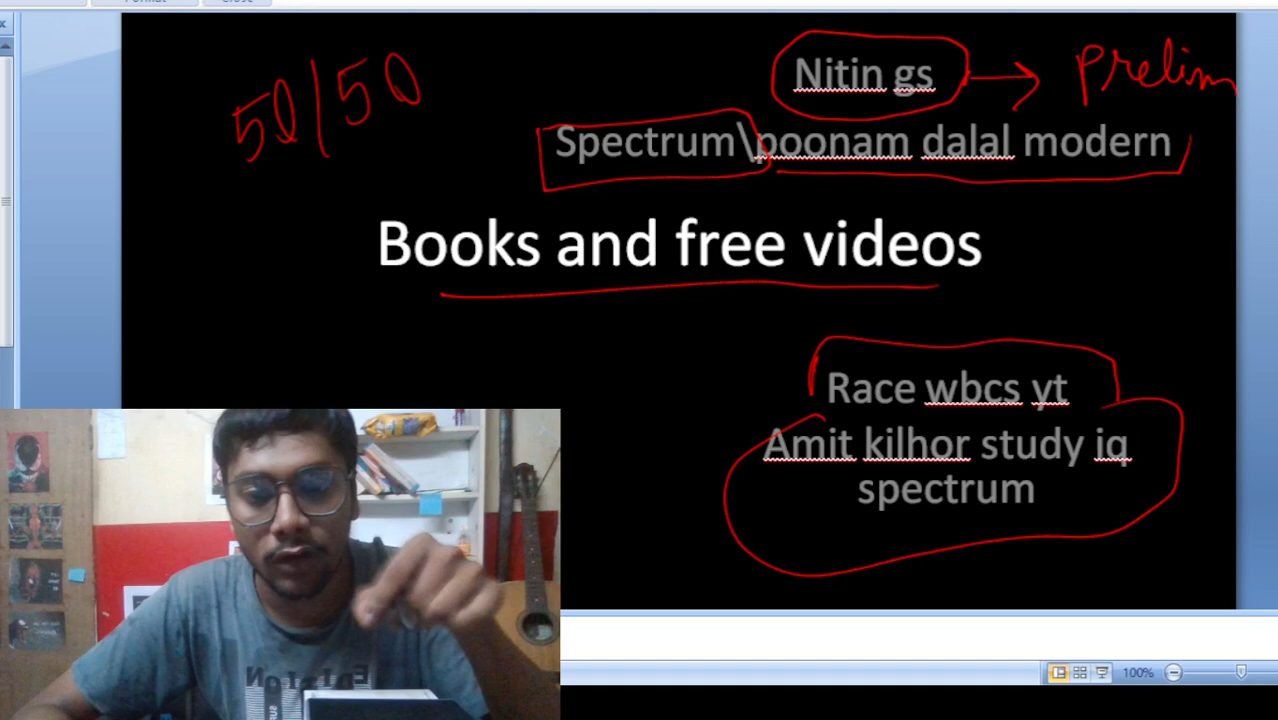 Nitin gs → prelim
50/50
Spectrum\poonam dalal modern
Books and free videos
Race wbcs yt
Amit kilhor study iq
spectrum
100%